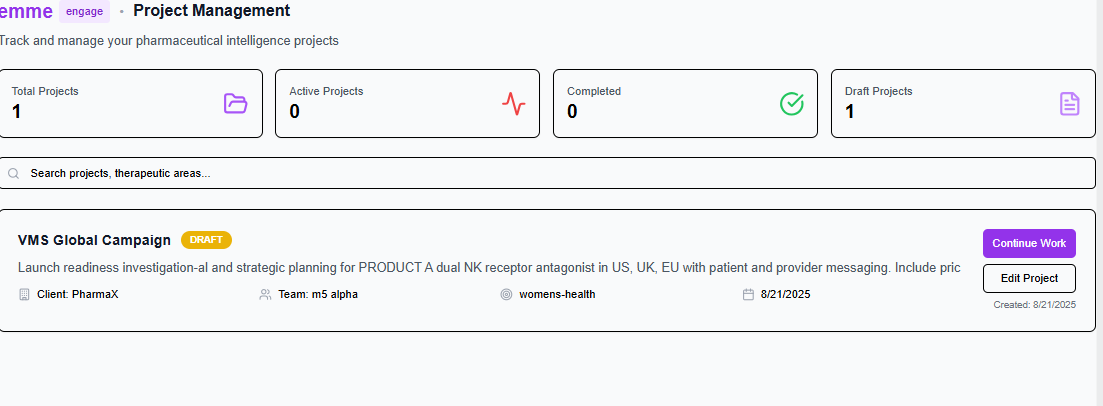 emme engage • Project Management
Track and manage your pharmaceutical intelligence projects
Total Projects
1
Active Projects
0
Completed
0
Draft Projects
1
Search projects, therapeutic areas...
VMS Global Campaign DRAFT
Launch readiness investigation-al and strategic planning for PRODUCT A dual NK receptor antagonist in US, UK, EU with patient and provider messaging. Include pric
Client: PharmaX
Team: m5 alpha
womens-health
8/21/2025
Continue Work
Edit Project
Created: 8/21/2025